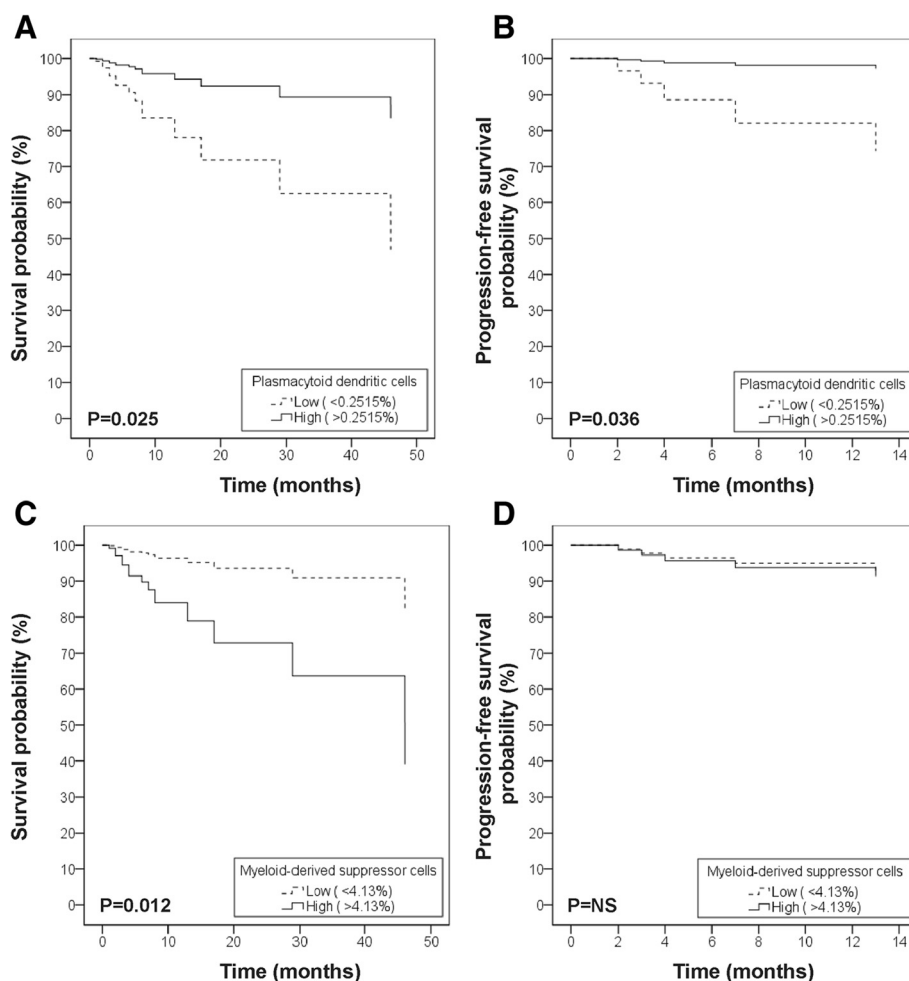 A
Survival probability (%)
100
90
80
70
60
50
40
30
20
10
0
Plasmacytoid dendritic cells
Low ( <0.2515%)
High ( >0.2515%)
P=0.025
0 10 20 30 40 50
Time (months)
B
Progression-free survival
probability (%)
100
90
80
70
60
50
40
30
20
10
0
Plasmacytoid dendritic cells
Low ( <0.2515%)
High ( >0.2515%)
P=0.036
0 2 4 6 8 10 12 14
Time (months)
C
Survival probability (%)
100
90
80
70
60
50
40
30
20
10
0
Myeloid-derived suppressor cells
Low ( <4.13%)
High ( >4.13%)
P=0.012
0 10 20 30 40 50
Time (months)
D
Progression-free survival
probability (%)
100
90
80
70
60
50
40
30
20
10
0
Myeloid-derived suppressor cells
Low ( <4.13%)
High ( >4.13%)
P=NS
0 2 4 6 8 10 12 14
Time (months)